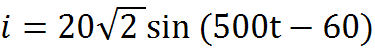 i = 20√2 sin (500t − 60)